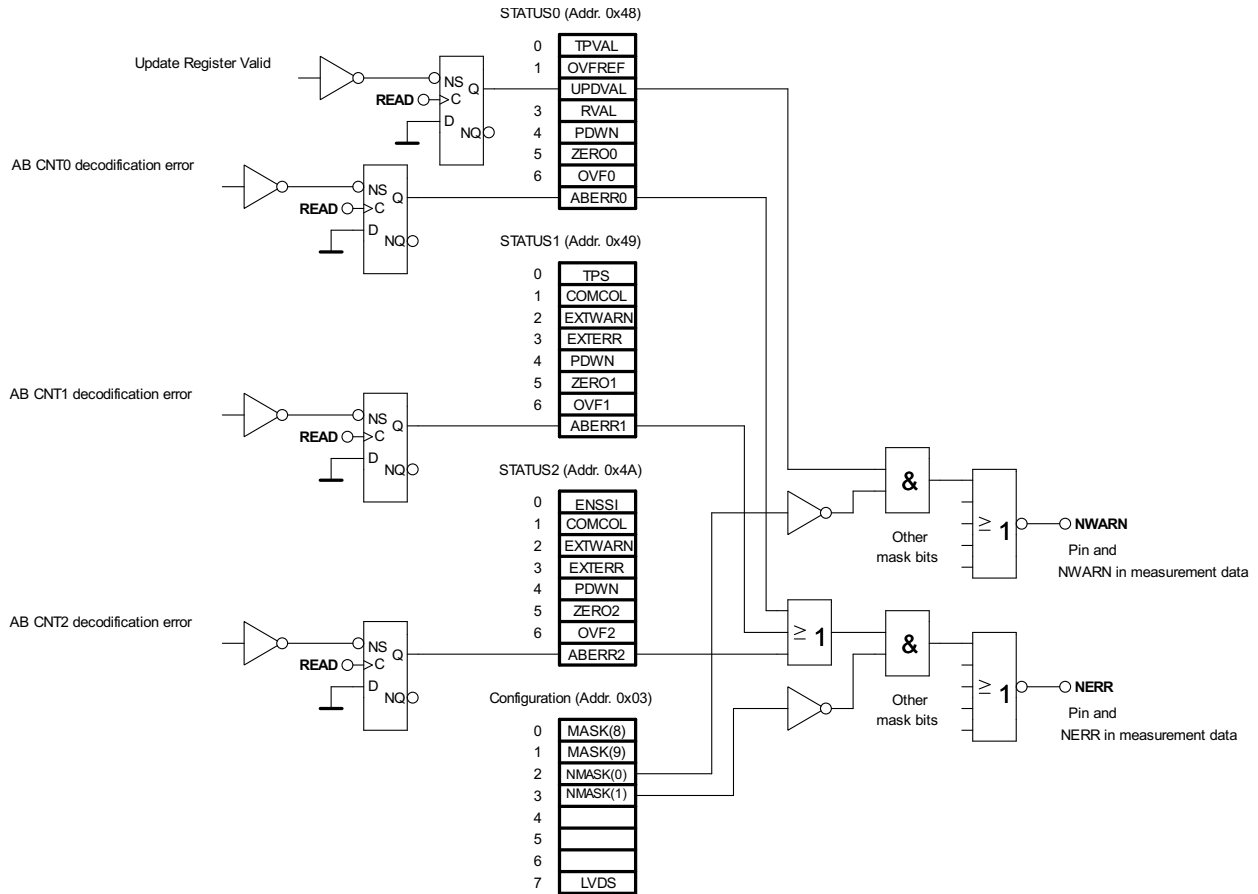 STATUS0 (Addr. 0x48)
0 TPVAL
1 OVFREF
UPDVAL
3 RVAL
4 PDWN
5 ZERO0
6 OVF0
ABERR0
Update Register Valid
READ
NS
C
D
Q
NQ
AB CNT0 decodification error
READ
NS
C
D
Q
NQ
STATUS1 (Addr. 0x49)
0 TPS
1 COMCOL
2 EXTWARN
3 EXTERR
4 PDWN
5 ZERO1
6 OVF1
ABERR1
AB CNT1 decodification error
READ
NS
C
D
Q
NQ
STATUS2 (Addr. 0x4A)
0 ENSSI
1 COMCOL
2 EXTWARN
3 EXTERR
4 PDWN
5 ZERO2
6 OVF2
ABERR2
AB CNT2 decodification error
READ
NS
C
D
Q
NQ
Configuration (Addr. 0x03)
0 MASK(8)
1 MASK(9)
2 NMASK(0)
3 NMASK(1)
4
5
6
7 LVDS
&
Other
mask bits
≥ 1
NWARN
Pin and
NWARN in measurement data
≥ 1
&
Other
mask bits
≥ 1
NERR
Pin and
NERR in measurement data